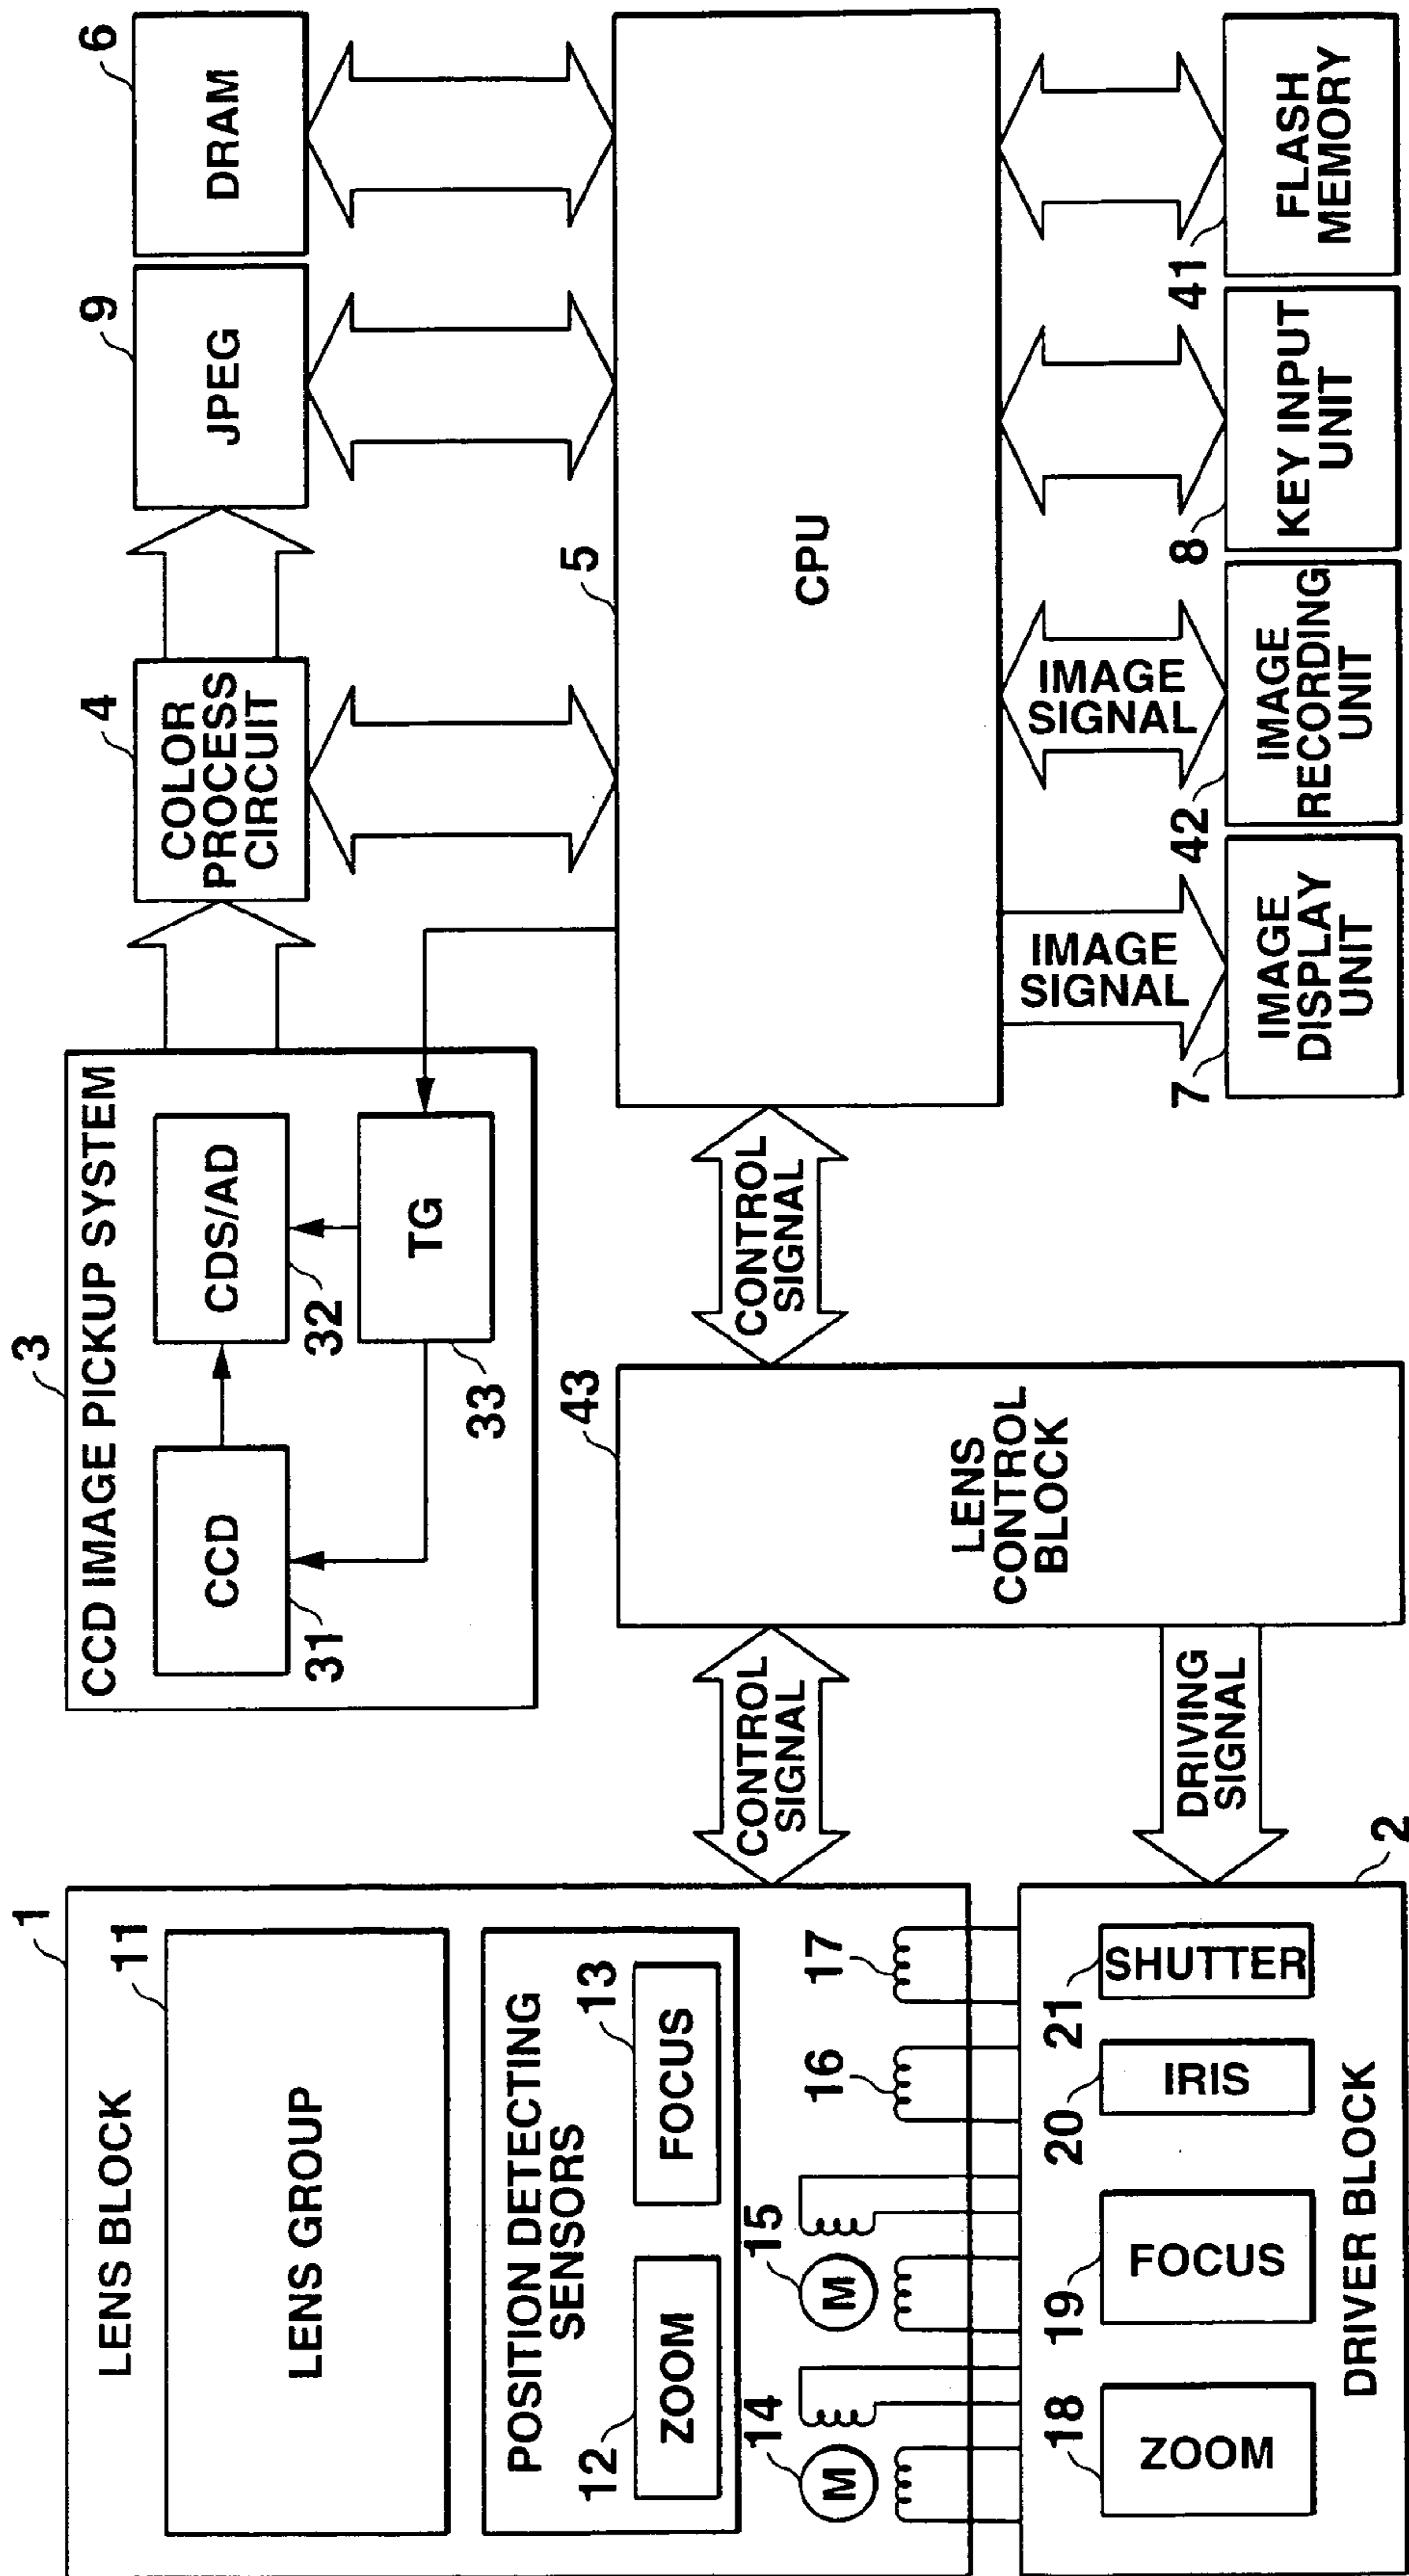 1
LENS BLOCK
11
LENS GROUP
POSITION DETECTING
SENSORS
12
ZOOM
13
FOCUS
14
M
15
M
16
17
18
ZOOM
19
FOCUS
20
IRIS
21
SHUTTER
DRIVER BLOCK
2
CONTROL
SIGNAL
DRIVING
SIGNAL
3
CCD IMAGE PICKUP SYSTEM
31
CCD
32
CDS/AD
33
TG
43
LENS
CONTROL
BLOCK
CONTROL
SIGNAL
4
COLOR
PROCESS
CIRCUIT
9
JPEG
6
DRAM
5
CPU
IMAGE
SIGNAL
IMAGE
SIGNAL
7
IMAGE
DISPLAY
UNIT
42
IMAGE
RECORDING
UNIT
8
KEY INPUT
UNIT
41
FLASH
MEMORY